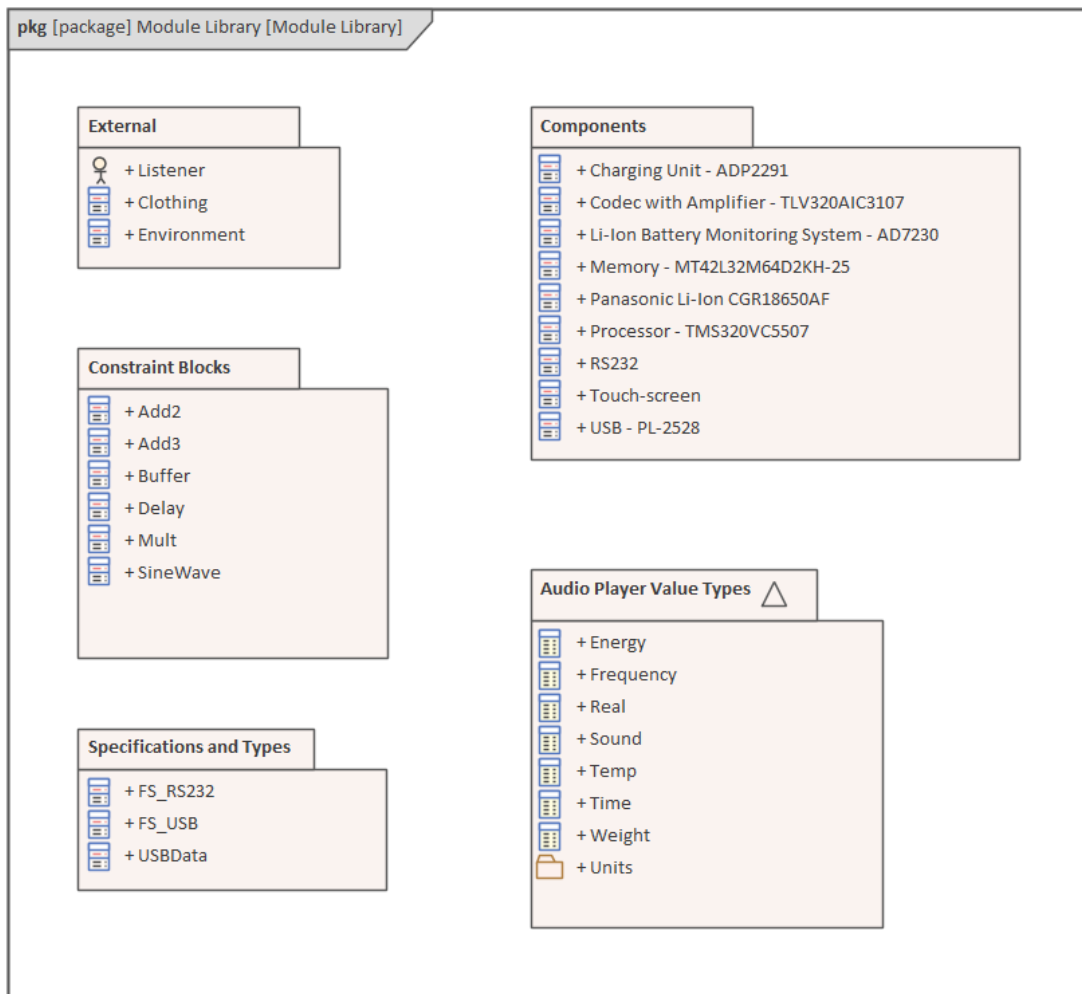 pkg [package] Module Library [Module Library]
External
+ Listener
+ Clothing
+ Environment
Constraint Blocks
+ Add2
+ Add3
+ Buffer
+ Delay
+ Mult
+ SineWave
Specifications and Types
+ FS_RS232
+ FS_USB
+ USBData
Components
+ Charging Unit - ADP2291
+ Codec with Amplifier - TLV320AIC3107
+ Li-Ion Battery Monitoring System - AD7230
+ Memory - MT42L32M64D2KH-25
+ Panasonic Li-Ion CGR18650AF
+ Processor - TMS320VC5507
+ RS232
+ Touch-screen
+ USB - PL-2528
Audio Player Value Types
+ Energy
+ Frequency
+ Real
+ Sound
+ Temp
+ Time
+ Weight
+ Units